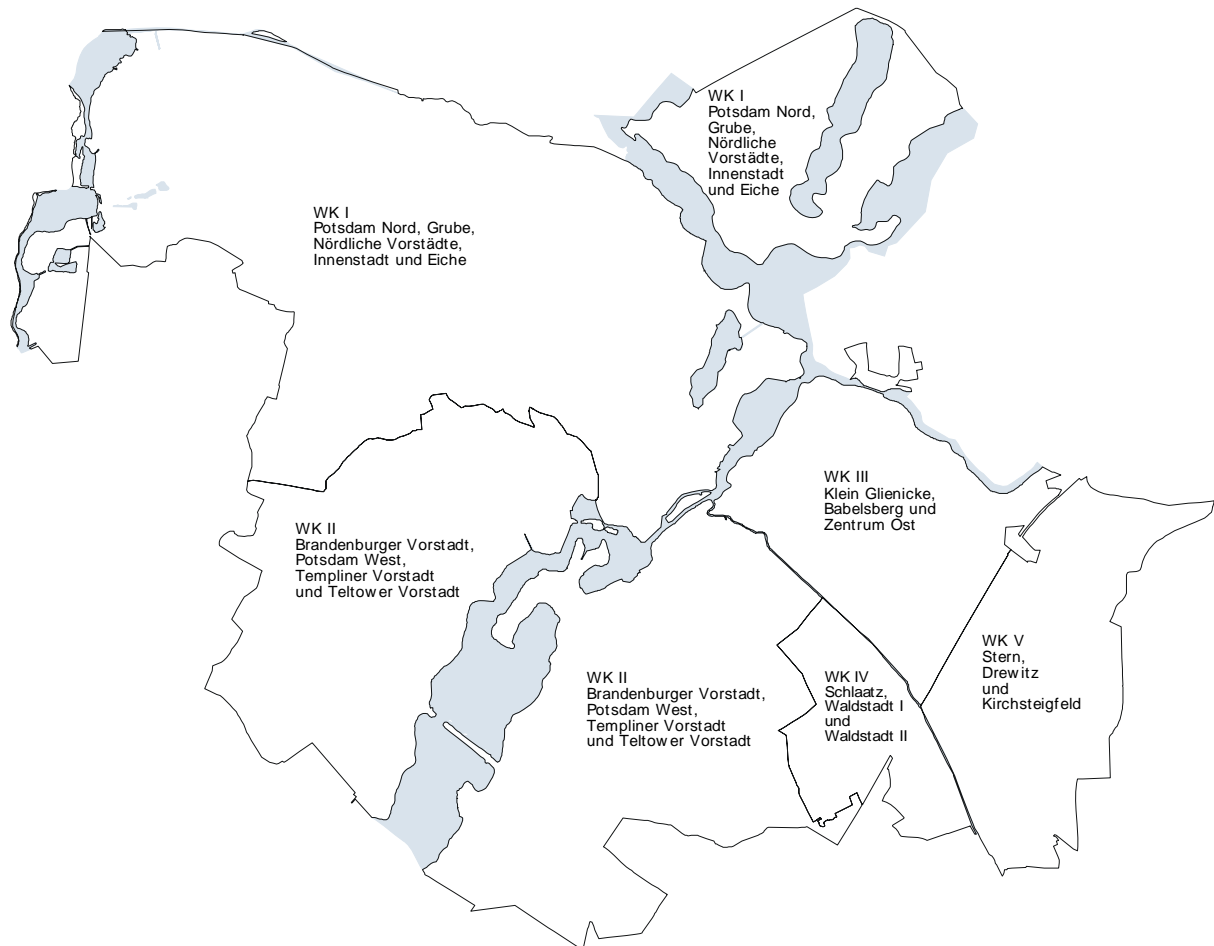 WK I
Potsdam Nord,
Grube,
Nördliche
Vorstädte,
Innenstadt
und Eiche
WK I
Potsdam Nord, Grube,
Nördliche Vorstädte,
Innenstadt und Eiche
WK III
Klein Glienicke,
Babelsberg und
Zentrum Ost
WK II
Brandenburger Vorstadt,
Potsdam West,
Templiner Vorstadt
und Teltower Vorstadt
WK V
Stern,
Drewitz
und
Kirchsteigfeld
WK II
Brandenburger Vorstadt,
Potsdam West,
Templiner Vorstadt
und Teltower Vorstadt
WK IV
Schlaatz,
Waldstadt I
und
Waldstadt II